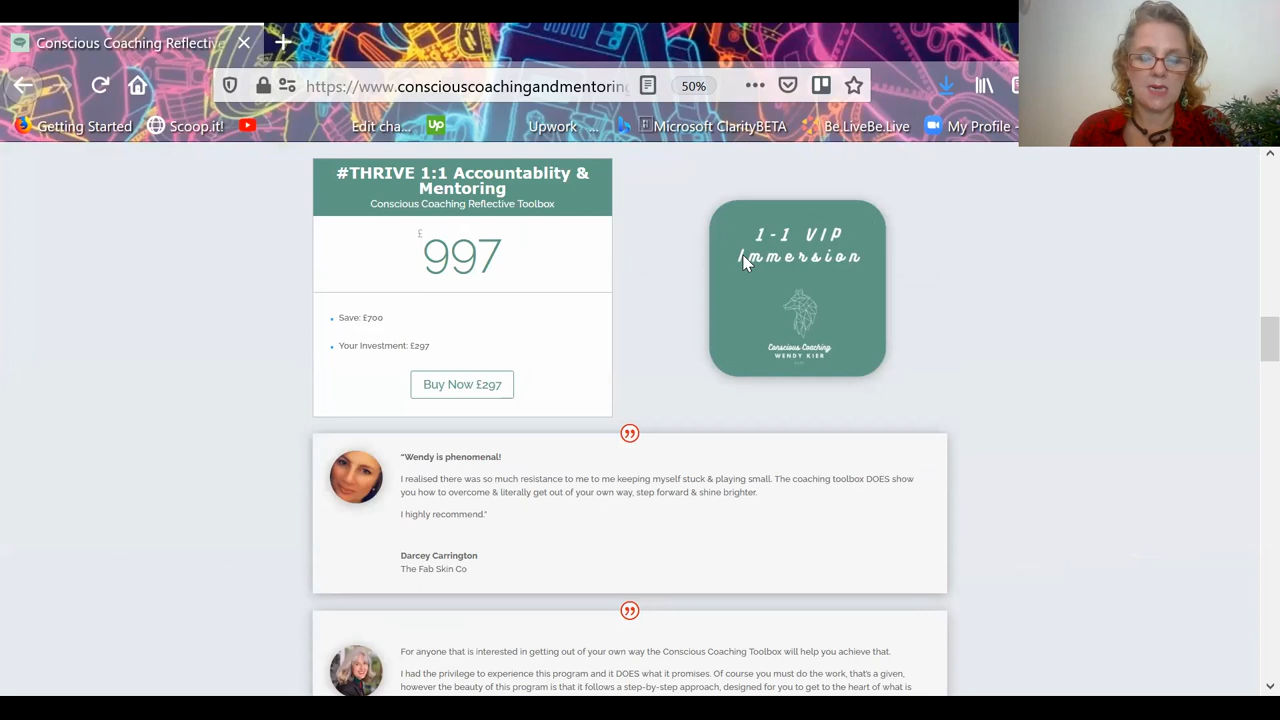 Conscious Coaching Reflectiv
https://www.consciouscoachingandmentorin
50%
Getting Started
Scoop.it!
Edit cha...
Up
Upwork ...
Microsoft ClarityBETA
Be.LiveBe.Live
My Profile -
#THRIVE 1:1 Accountablity &
Mentoring
Conscious Coaching Reflective Toolbox
£
997
Save: £700
Your Investment: £297
Buy Now £297
1-1 VIP
Immersion
Conscious Coaching
WENDY KIER
"Wendy is phenomenal!
I realised there was so much resistance to me to me keeping myself stuck & playing small. The coaching toolbox DOES show
you how to overcome & literally get out of your own way, step forward & shine brighter.
I highly recommend."
Darcey Carrington
The Fab Skin Co
For anyone that is interested in getting out of your own way the Conscious Coaching Toolbox will help you achieve that.
I had the privilege to experience this program and it DOES what it promises. Of course you must do the work, that's a given,
however the beauty of this program is that it follows a step-by-step approach, designed for you to get to the heart of what is